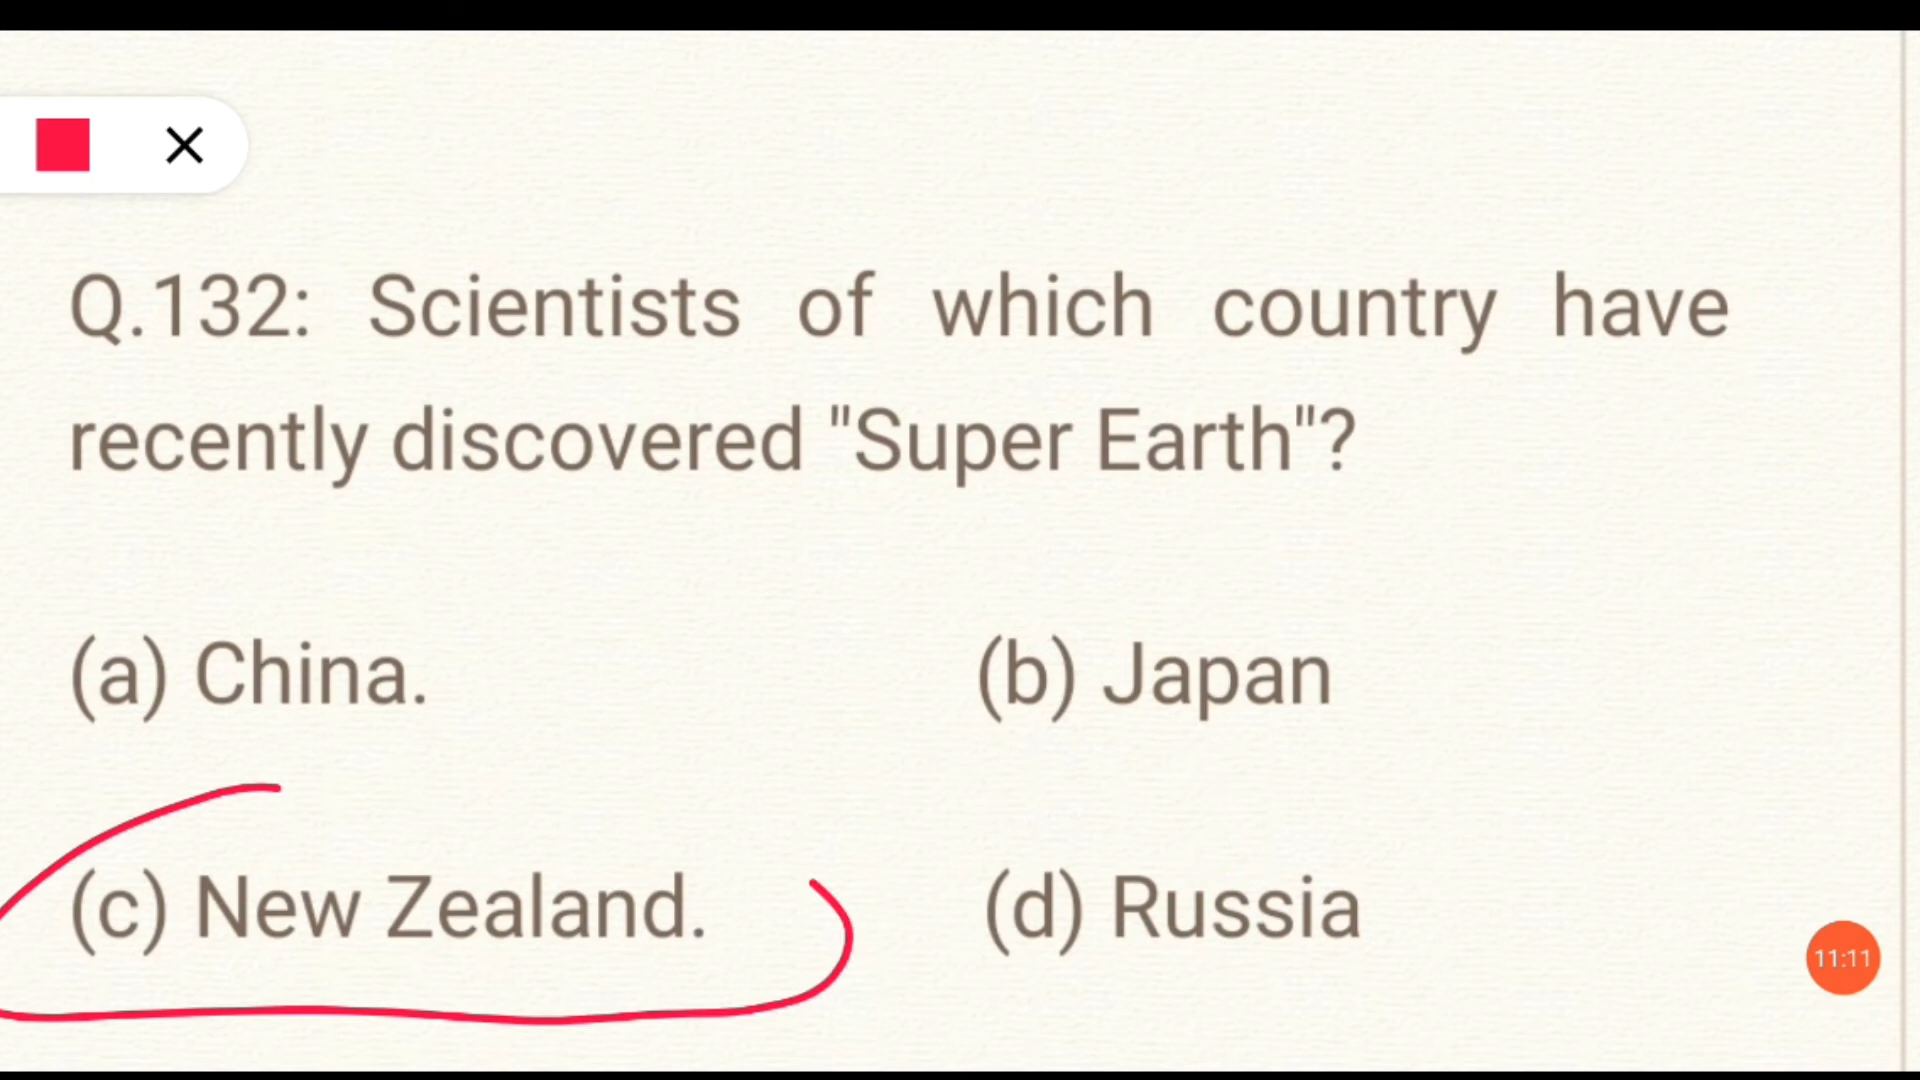 Q.132: Scientists of which country have
recently discovered "Super Earth"?
(a) China. (b) Japan
(c) New Zealand. (d) Russia
11:11